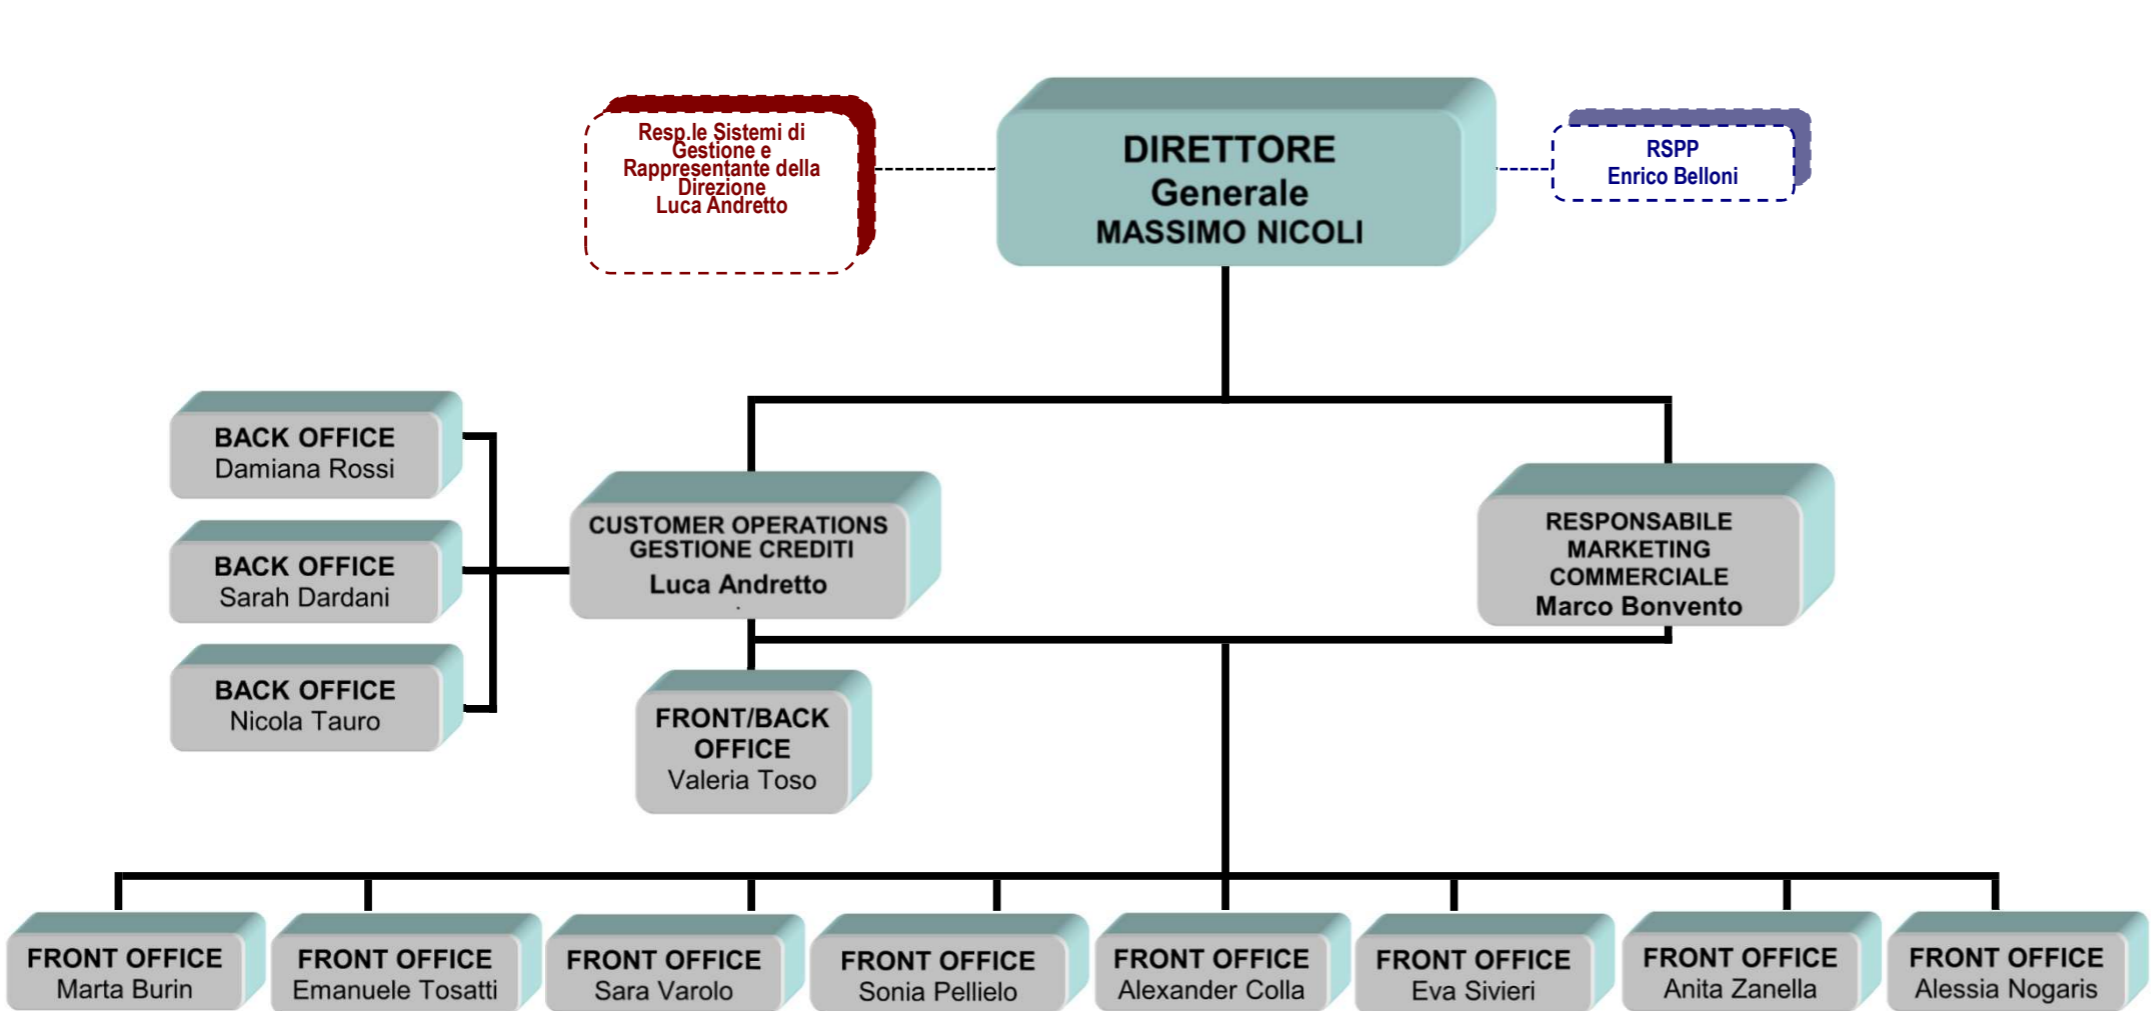 Resp.le Sistemi di
Gestione e
Rappresentante della
Direzione
Luca Andretto
DIRETTORE
Generale
MASSIMO NICOLI
RSPP
Enrico Belloni
BACK OFFICE
Damiana Rossi
BACK OFFICE
Sarah Dardani
BACK OFFICE
Nicola Tauro
CUSTOMER OPERATIONS
GESTIONE CREDITI
Luca Andretto
.
RESPONSABILE
MARKETING
COMMERCIALE
Marco Bonvento
FRONT/BACK
OFFICE
Valeria Toso
FRONT OFFICE
Marta Burin
FRONT OFFICE
Emanuele Tosatti
FRONT OFFICE
Sara Varolo
FRONT OFFICE
Sonia Pellielo
FRONT OFFICE
Alexander Colla
FRONT OFFICE
Eva Sivieri
FRONT OFFICE
Anita Zanella
FRONT OFFICE
Alessia Nogaris